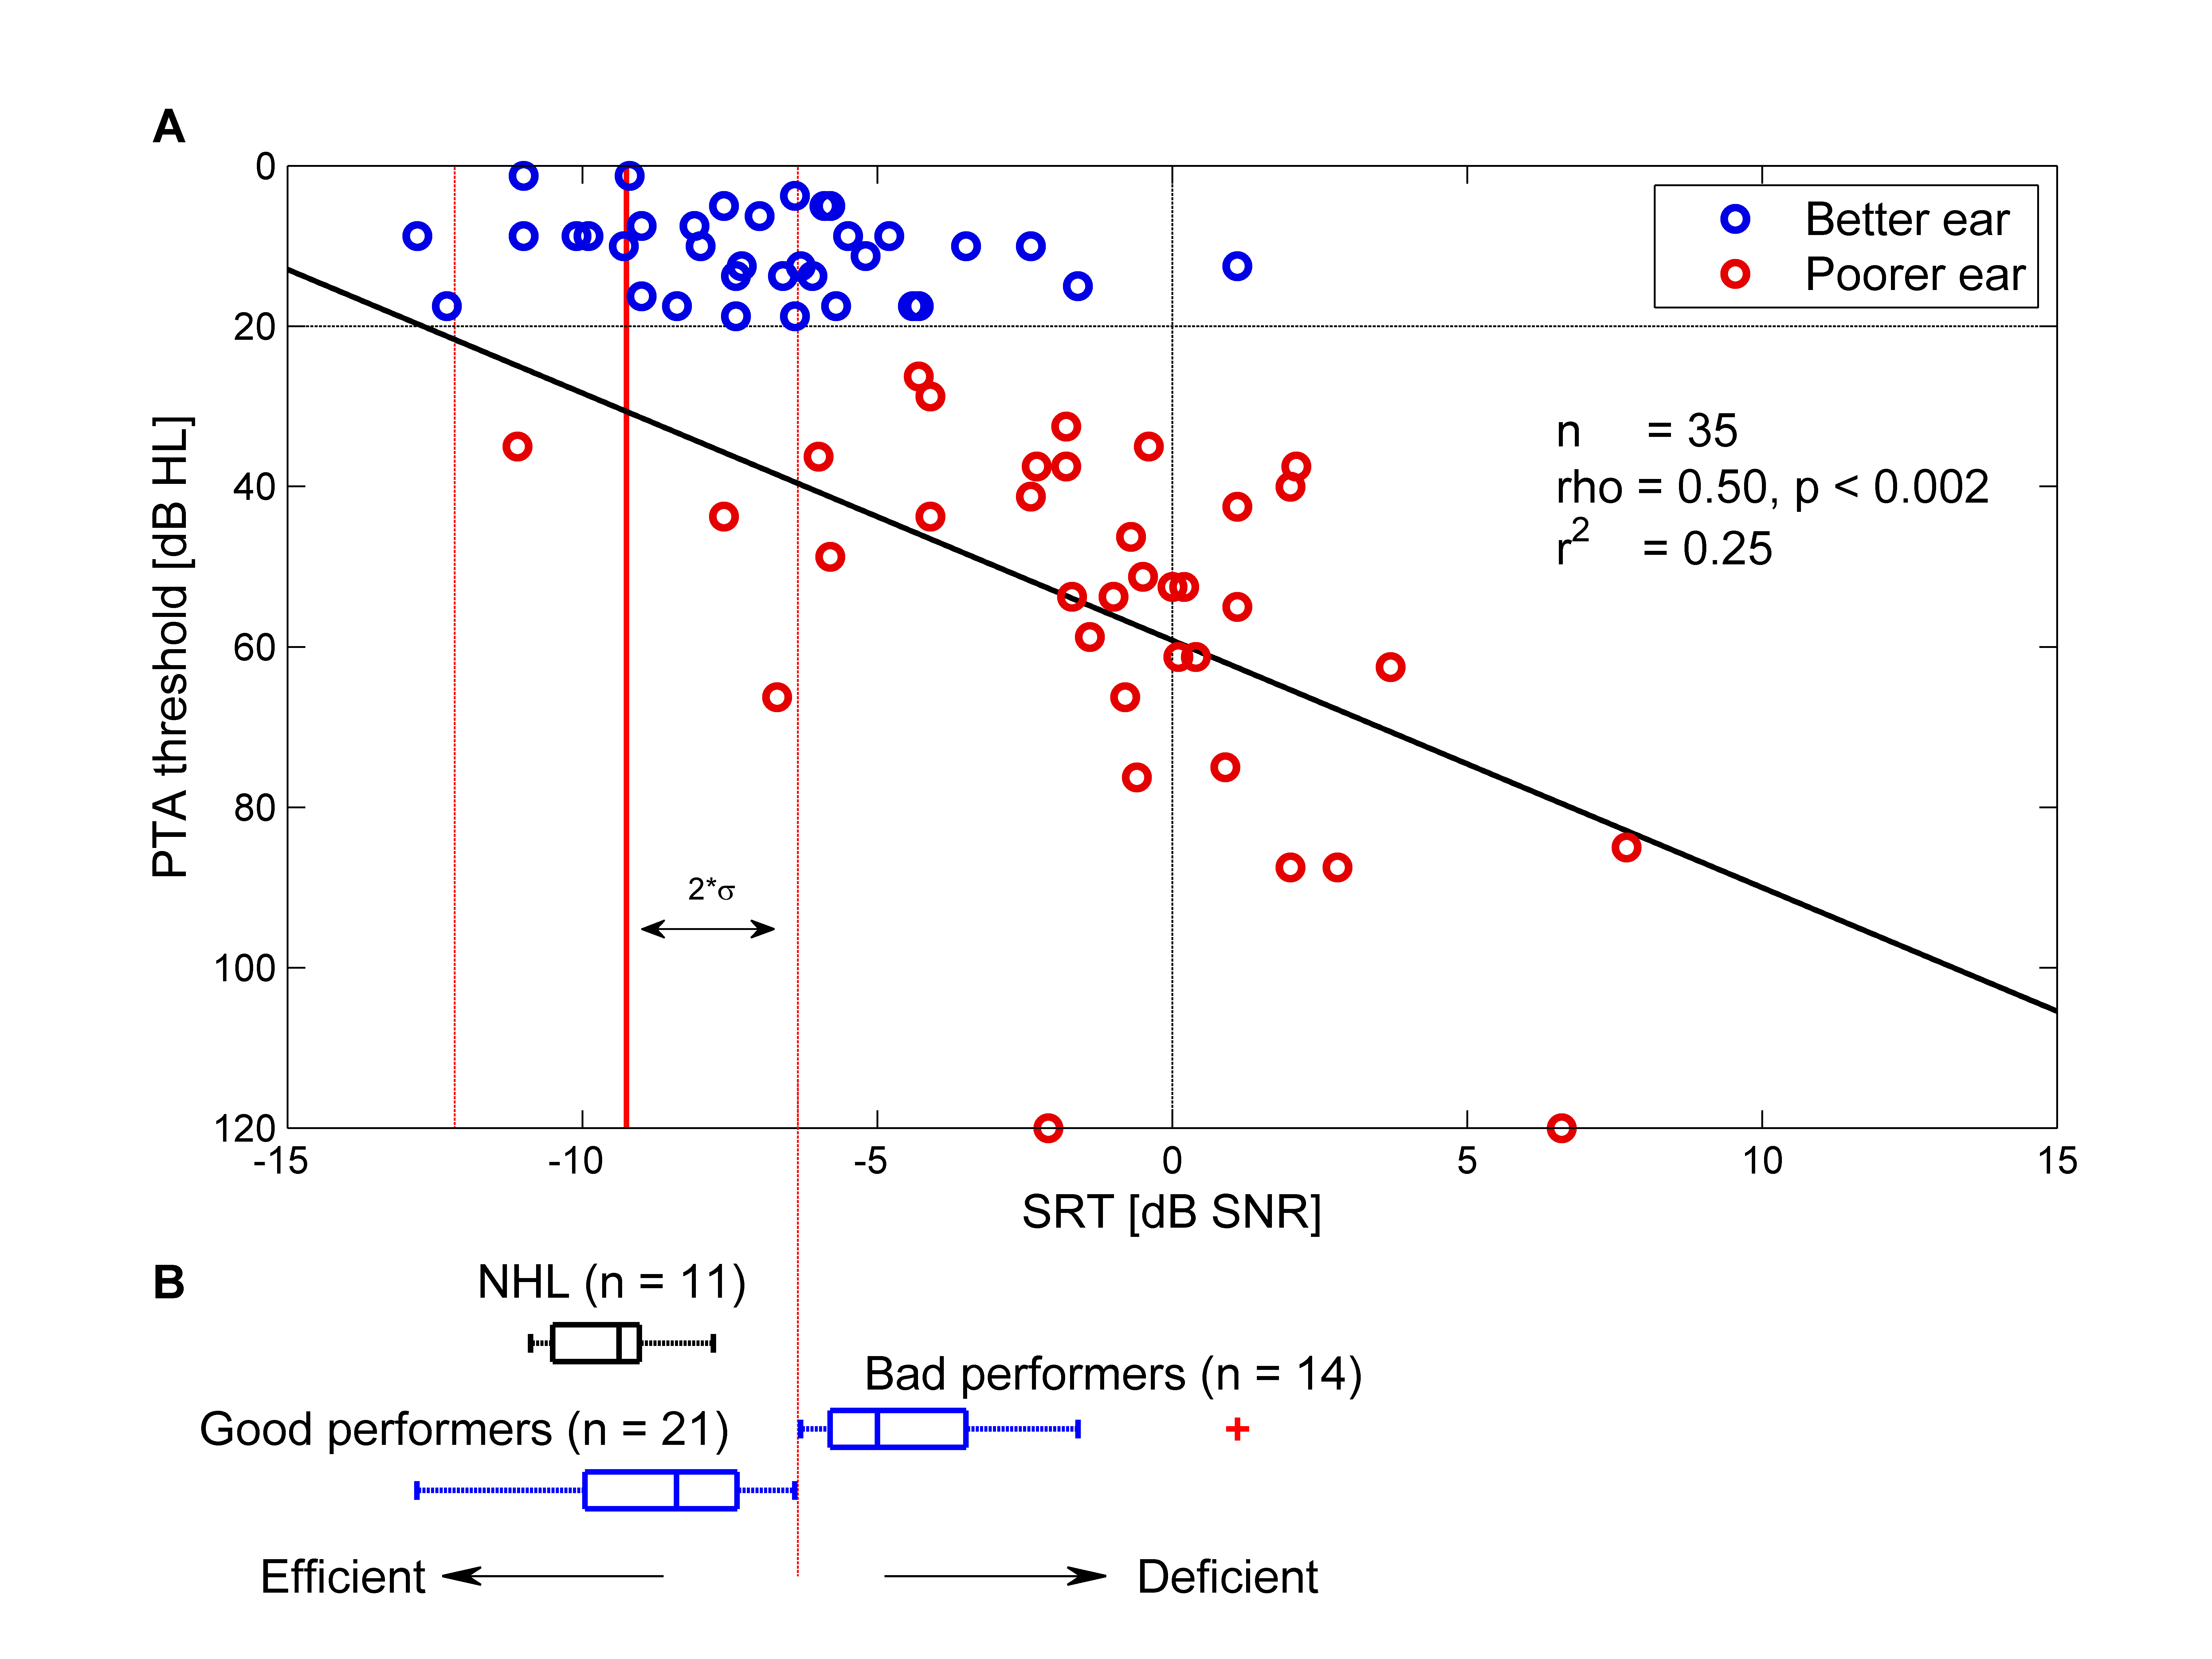 A
0
20
40
60
80
100
120
PTA threshold [dB HL]
Better ear
Poorer ear
n = 35
rho = 0.50, p < 0.002
r² = 0.25
2*σ
-15 -10 -5 0 5 10 15
SRT [dB SNR]
B
NHL (n = 11)
Bad performers (n = 14)
Good performers (n = 21)
Efficient
Deficient